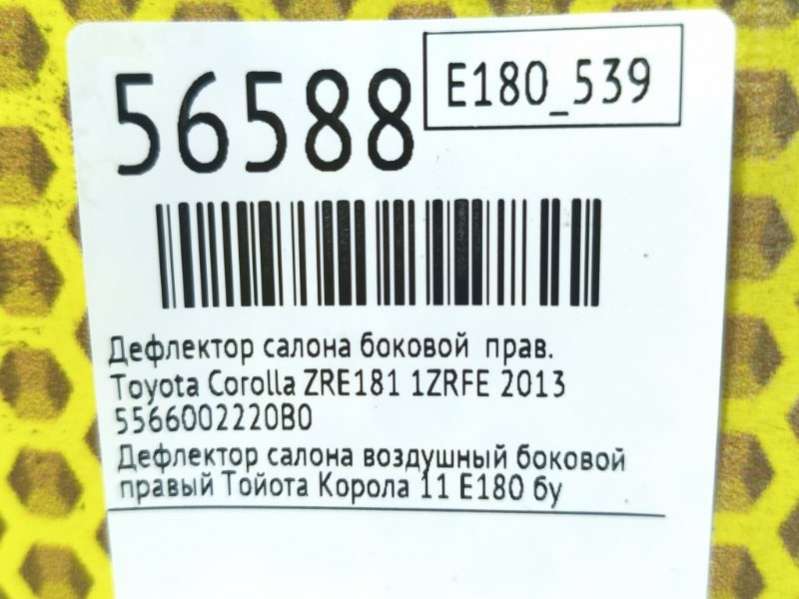 56588
E180_539
Дефлектор салона боковой прав.
Toyota Corolla ZRE181 1ZRFE 2013
5566002220B0
Дефлектор салона воздушный боковой
правый Тойота Корола 11 Е180 бу